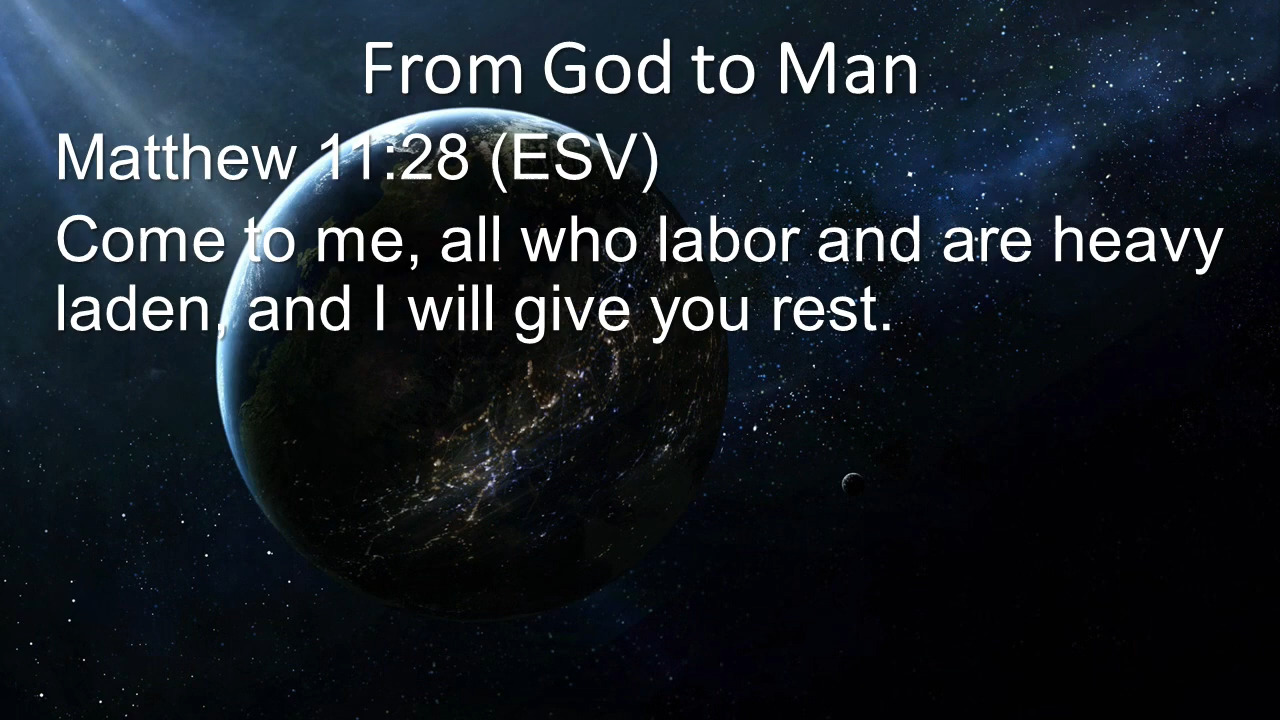 From God to Man
Matthew 11:28 (ESV)
Come to me, all who labor and are heavy
laden, and I will give you rest.